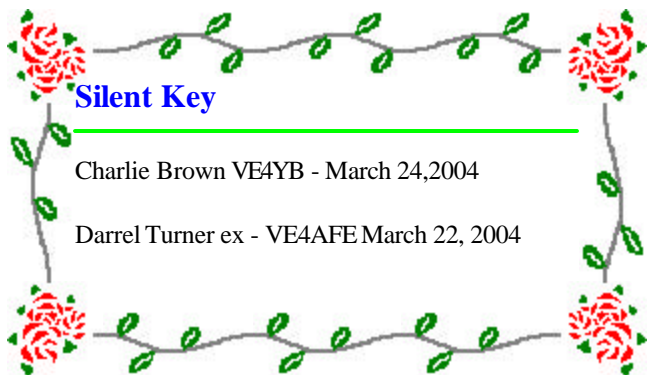 Silent Key
Charlie Brown VE4YB - March 24,2004
Darrel Turner ex - VE4AFE March 22, 2004